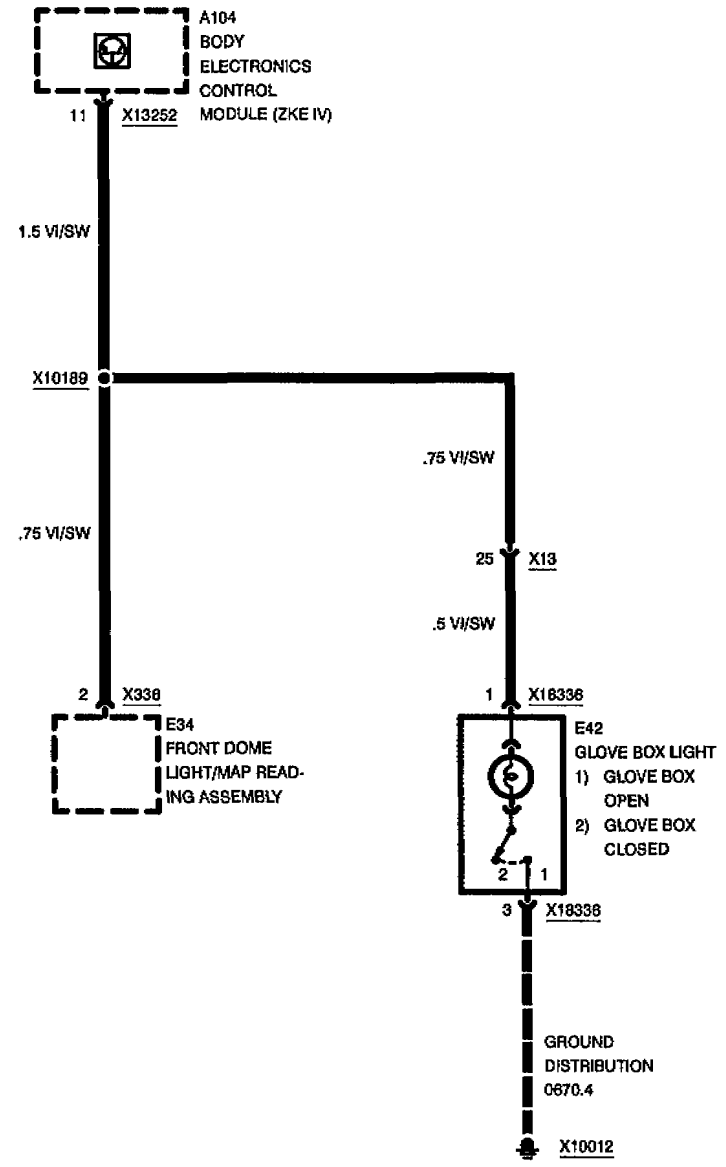 A104
BODY
ELECTRONICS
CONTROL
MODULE (ZKE IV)
11 X13252
1.5 VI/SW
X10189
.75 VI/SW
.75 VI/SW
25 X13
.5 VI/SW
2 X336
1 X18336
E34
FRONT DOME
LIGHT/MAP READ-
ING ASSEMBLY
E42
GLOVE BOX LIGHT
1) GLOVE BOX
OPEN
2) GLOVE BOX
CLOSED
2 1
3 X18336
GROUND
DISTRIBUTION
0670.4
X10012